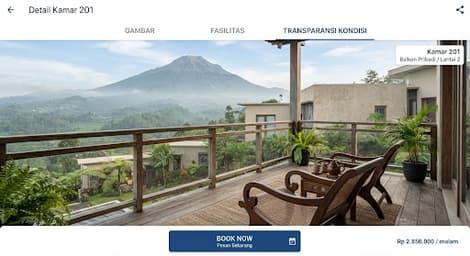 Detail Kamar 201
GAMBAR
FASILITAS
TRANSPARANSI KONDISI
Kamar 201
Balkon Pribadi / Lantai 2
BOOK NOW
Pesan Sekarang
Rp 2.858.000 / malam